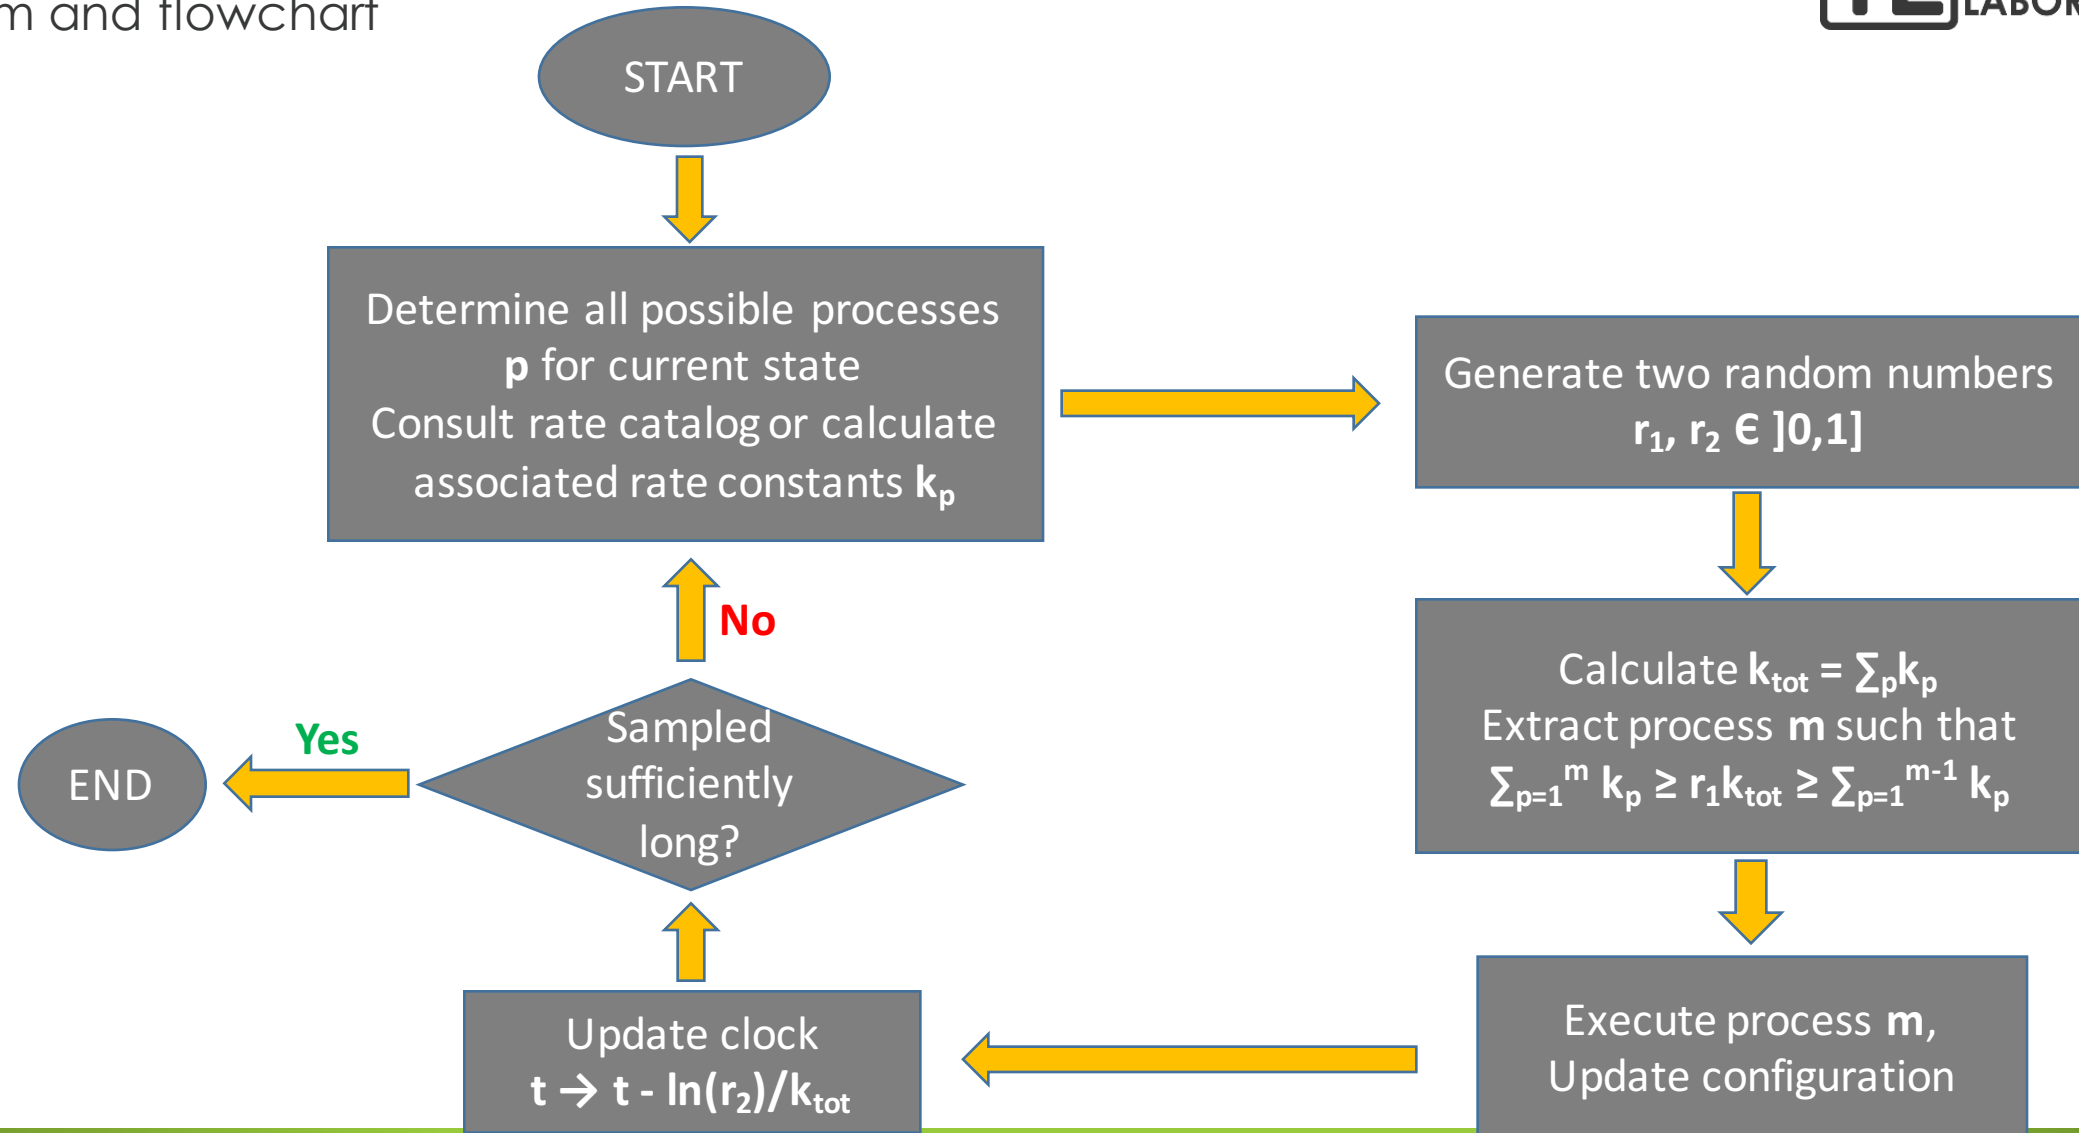 and flowchart
START
Determine all possible processes
p for current state
Consult rate catalog or calculate
associated rate constants kₚ
Generate two random numbers
r₁, r₂ Є ]0,1]
Calculate kₜₒₜ = ∑ₚkₚ
Extract process m such that
∑ₚ₌₁ᵐ kₚ ≥ r₁kₜₒₜ ≥ ∑ₚ₌₁ᵐ⁻¹ kₚ
Execute process m,
Update configuration
Update clock
t → t - ln(r₂)/kₜₒₜ
Sampled
sufficiently
long?
No
Yes
END